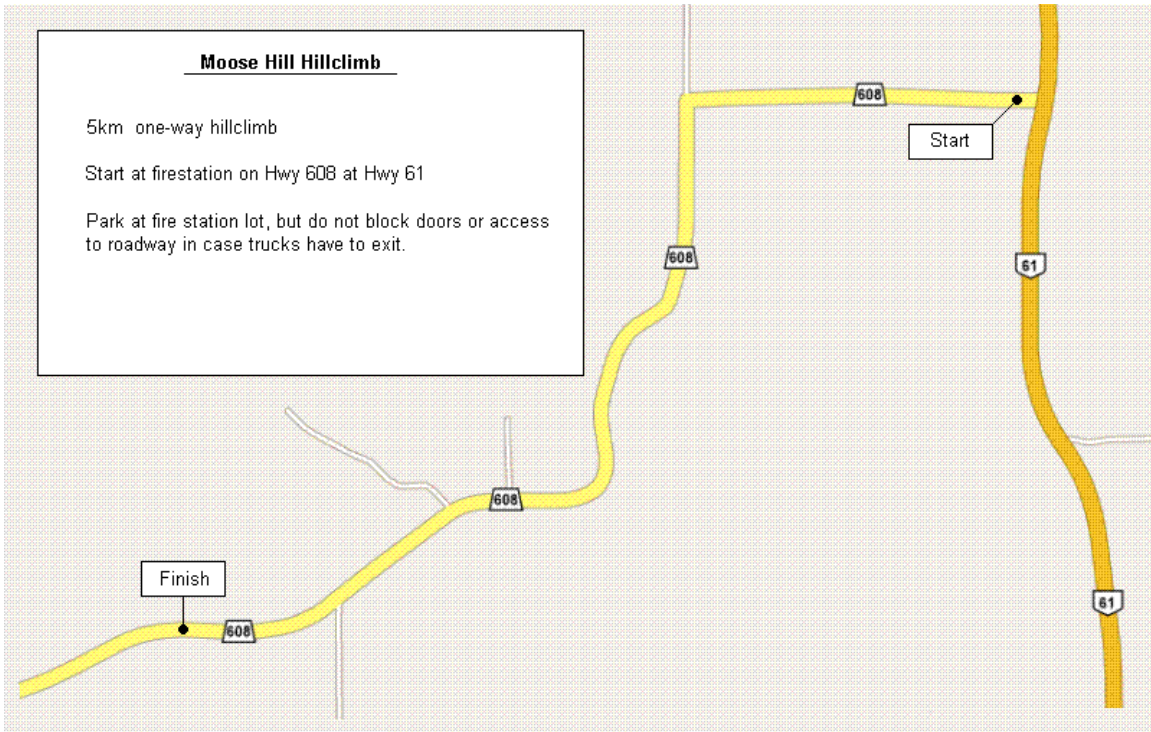 Moose Hill Hillclimb
5km one-way hillclimb
Start at firestation on Hwy 608 at Hwy 61
Park at fire station lot, but do not block doors or access
to roadway in case trucks have to exit.
608
Start
608
61
608
Finish
608
61